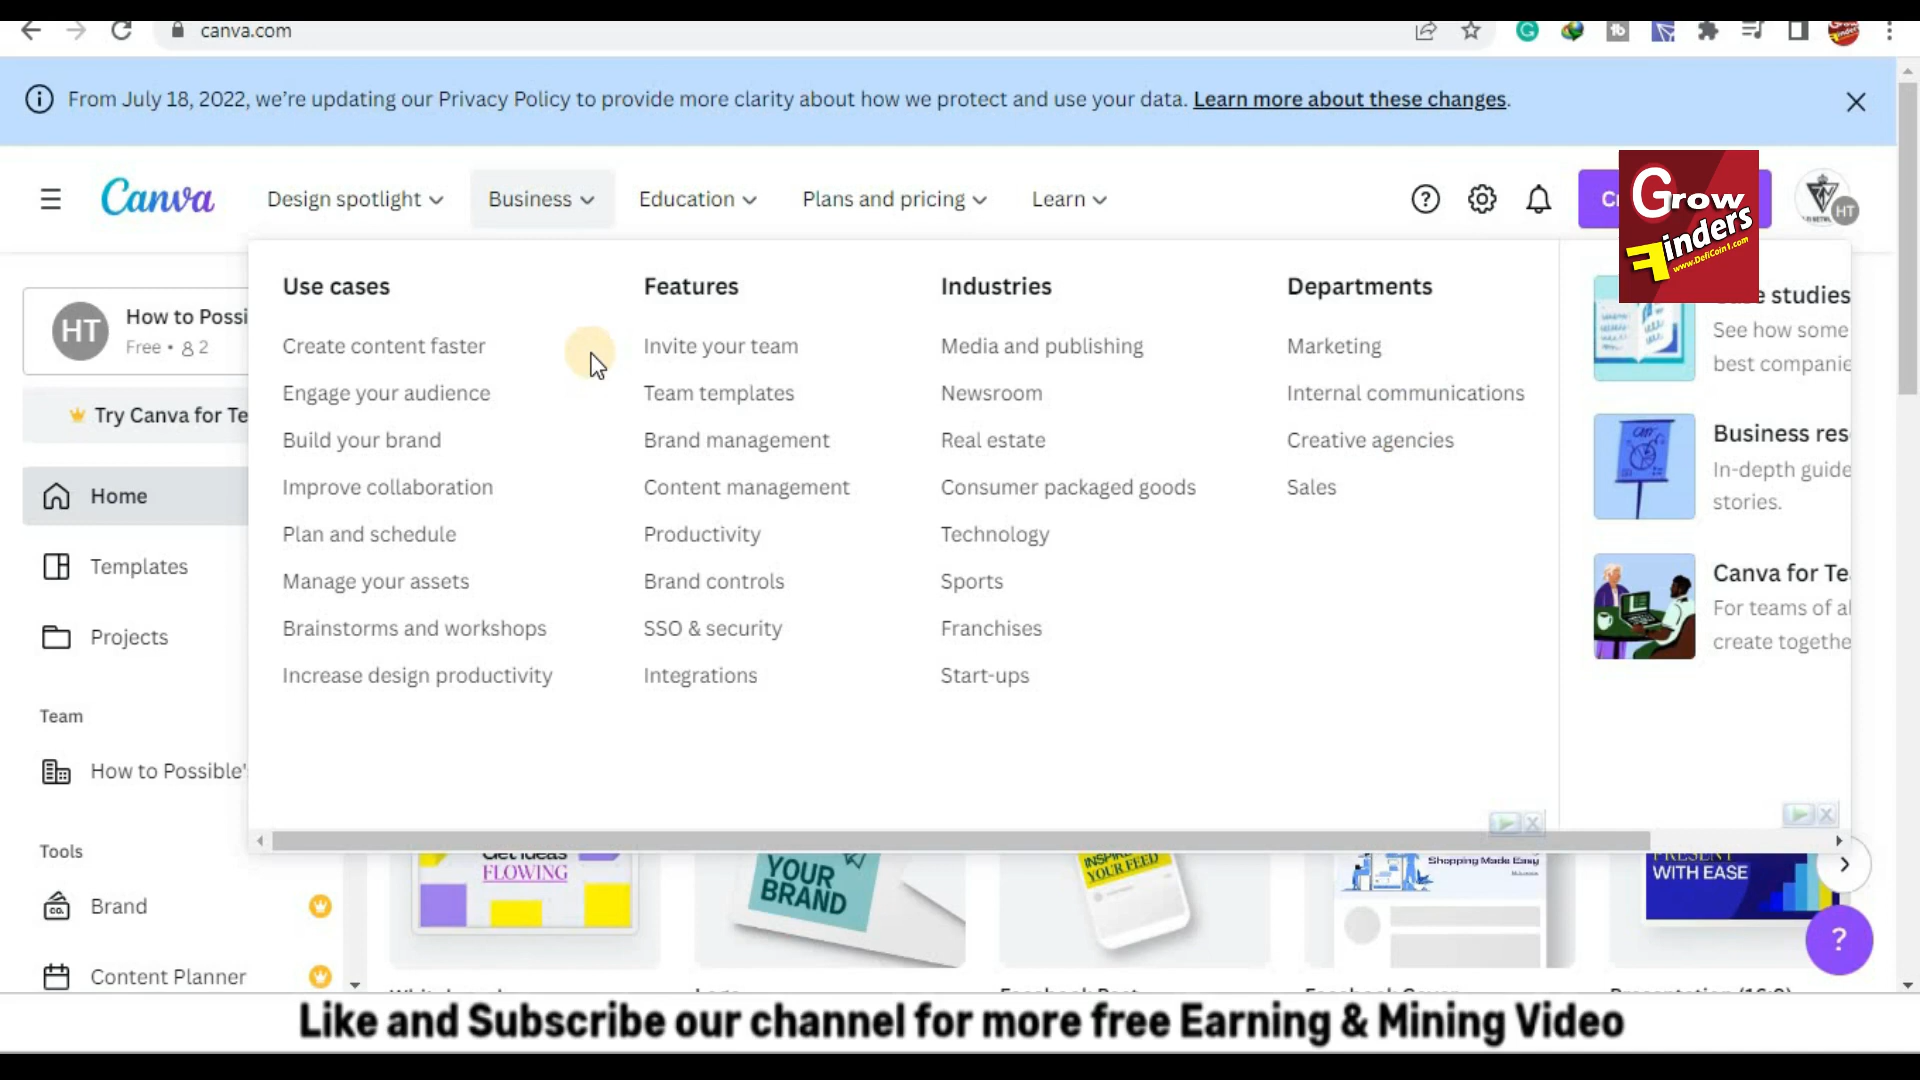 canva.com
From July 18, 2022, we're updating our Privacy Policy to provide more clarity about how we protect and use your data. Learn more about these changes.
Canva
Design spotlight
Business
Education
Plans and pricing
Learn
HT
Grow
Finders
www.DefiCoin1.com
HT
How to Possi
Free • 2
Try Canva for Te
Home
Templates
Projects
Team
How to Possible'
Tools
Brand
Content Planner
Use cases
Create content faster
Engage your audience
Build your brand
Improve collaboration
Plan and schedule
Manage your assets
Brainstorms and workshops
Increase design productivity
Features
Invite your team
Team templates
Brand management
Content management
Productivity
Brand controls
SSO & security
Integrations
Industries
Media and publishing
Newsroom
Real estate
Consumer packaged goods
Technology
Sports
Franchises
Start-ups
Departments
Marketing
Internal communications
Creative agencies
Sales
studies
See how some
best companie
Business res
In-depth guide
stories.
Canva for Te
For teams of al
create togethe
Get Ideas
FLOWING
YOUR
BRAND
INSPIRE
YOUR FEED
Shopping Made Easy
PRESENT
WITH EASE
?
Like and Subscribe our channel for more free Earning & Mining Video